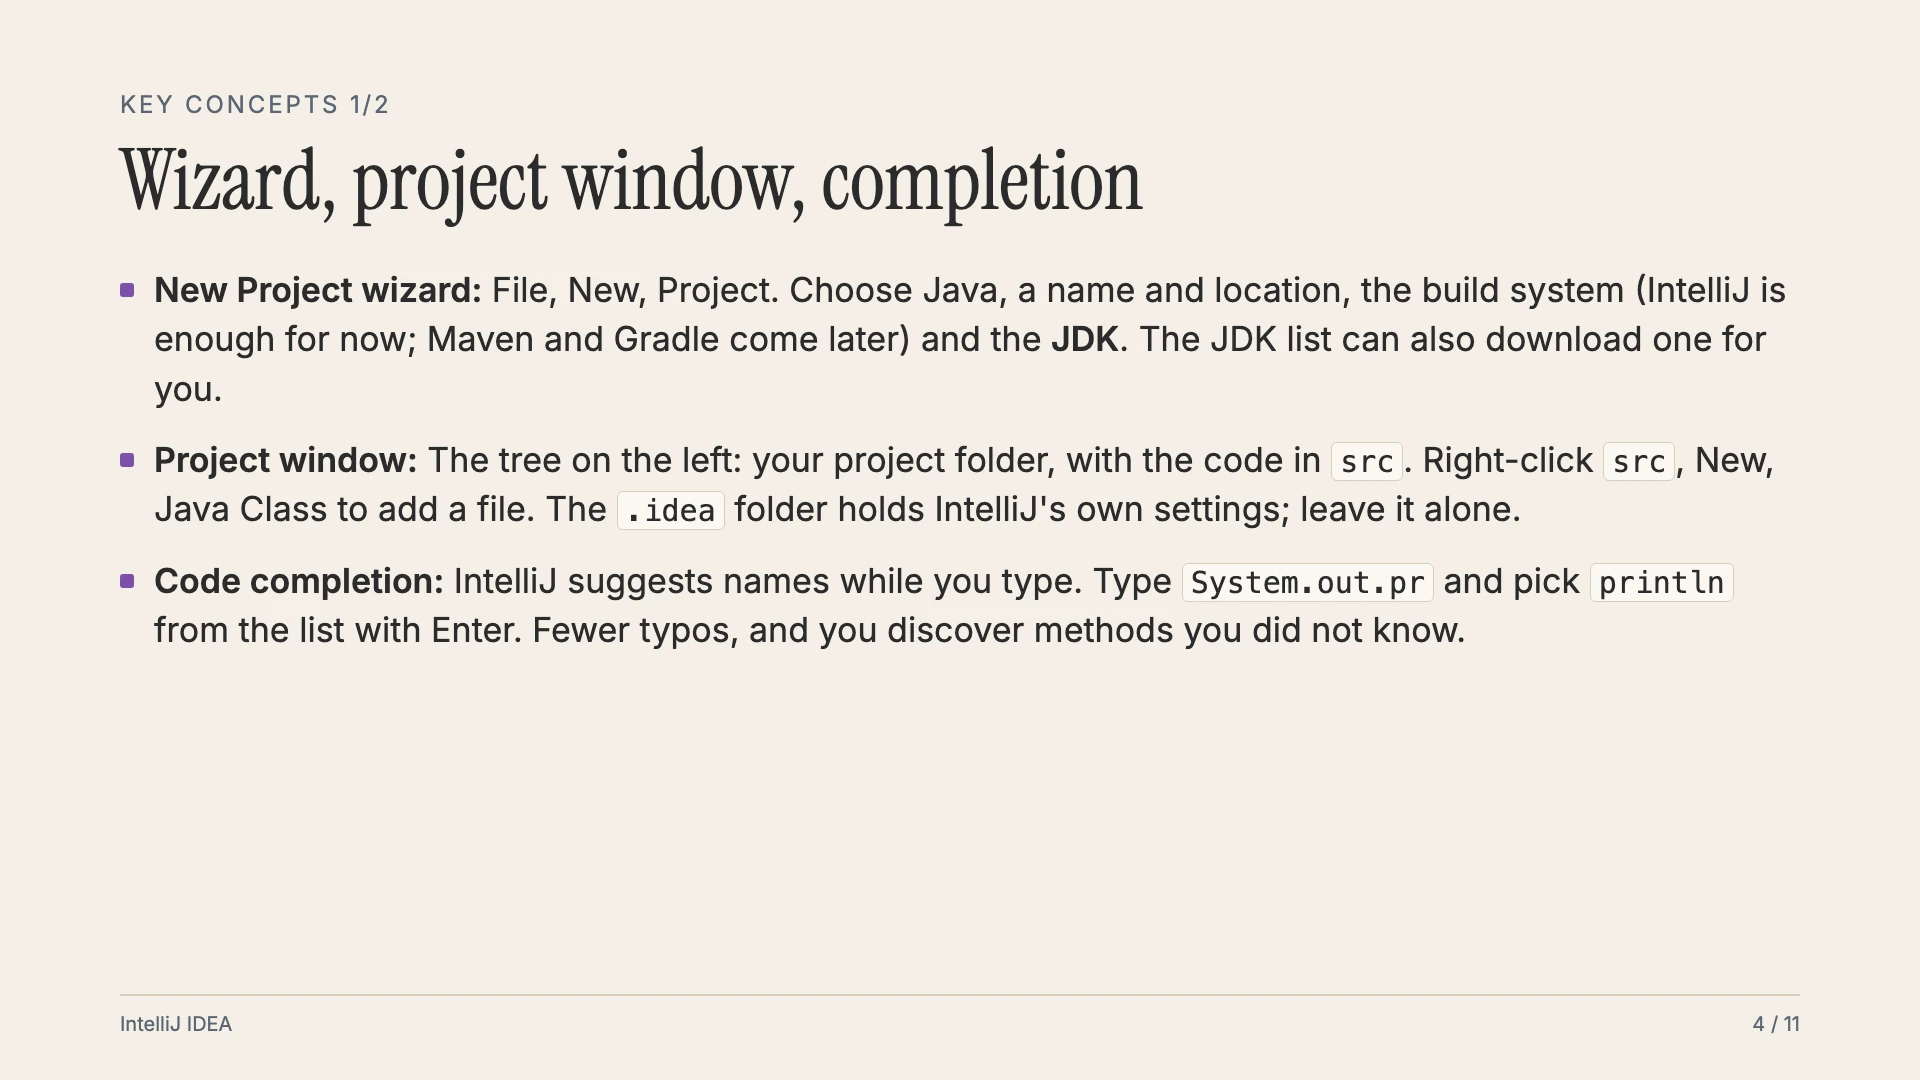 KEY CONCEPTS 1/2
Wizard, project window, completion
New Project wizard: File, New, Project. Choose Java, a name and location, the build system (IntelliJ is
enough for now; Maven and Gradle come later) and the JDK. The JDK list can also download one for
you.
Project window: The tree on the left: your project folder, with the code in src. Right-click src, New,
Java Class to add a file. The .idea folder holds IntelliJ's own settings; leave it alone.
Code completion: IntelliJ suggests names while you type. Type System.out.pr and pick println
from the list with Enter. Fewer typos, and you discover methods you did not know.
IntelliJ IDEA
4 / 11